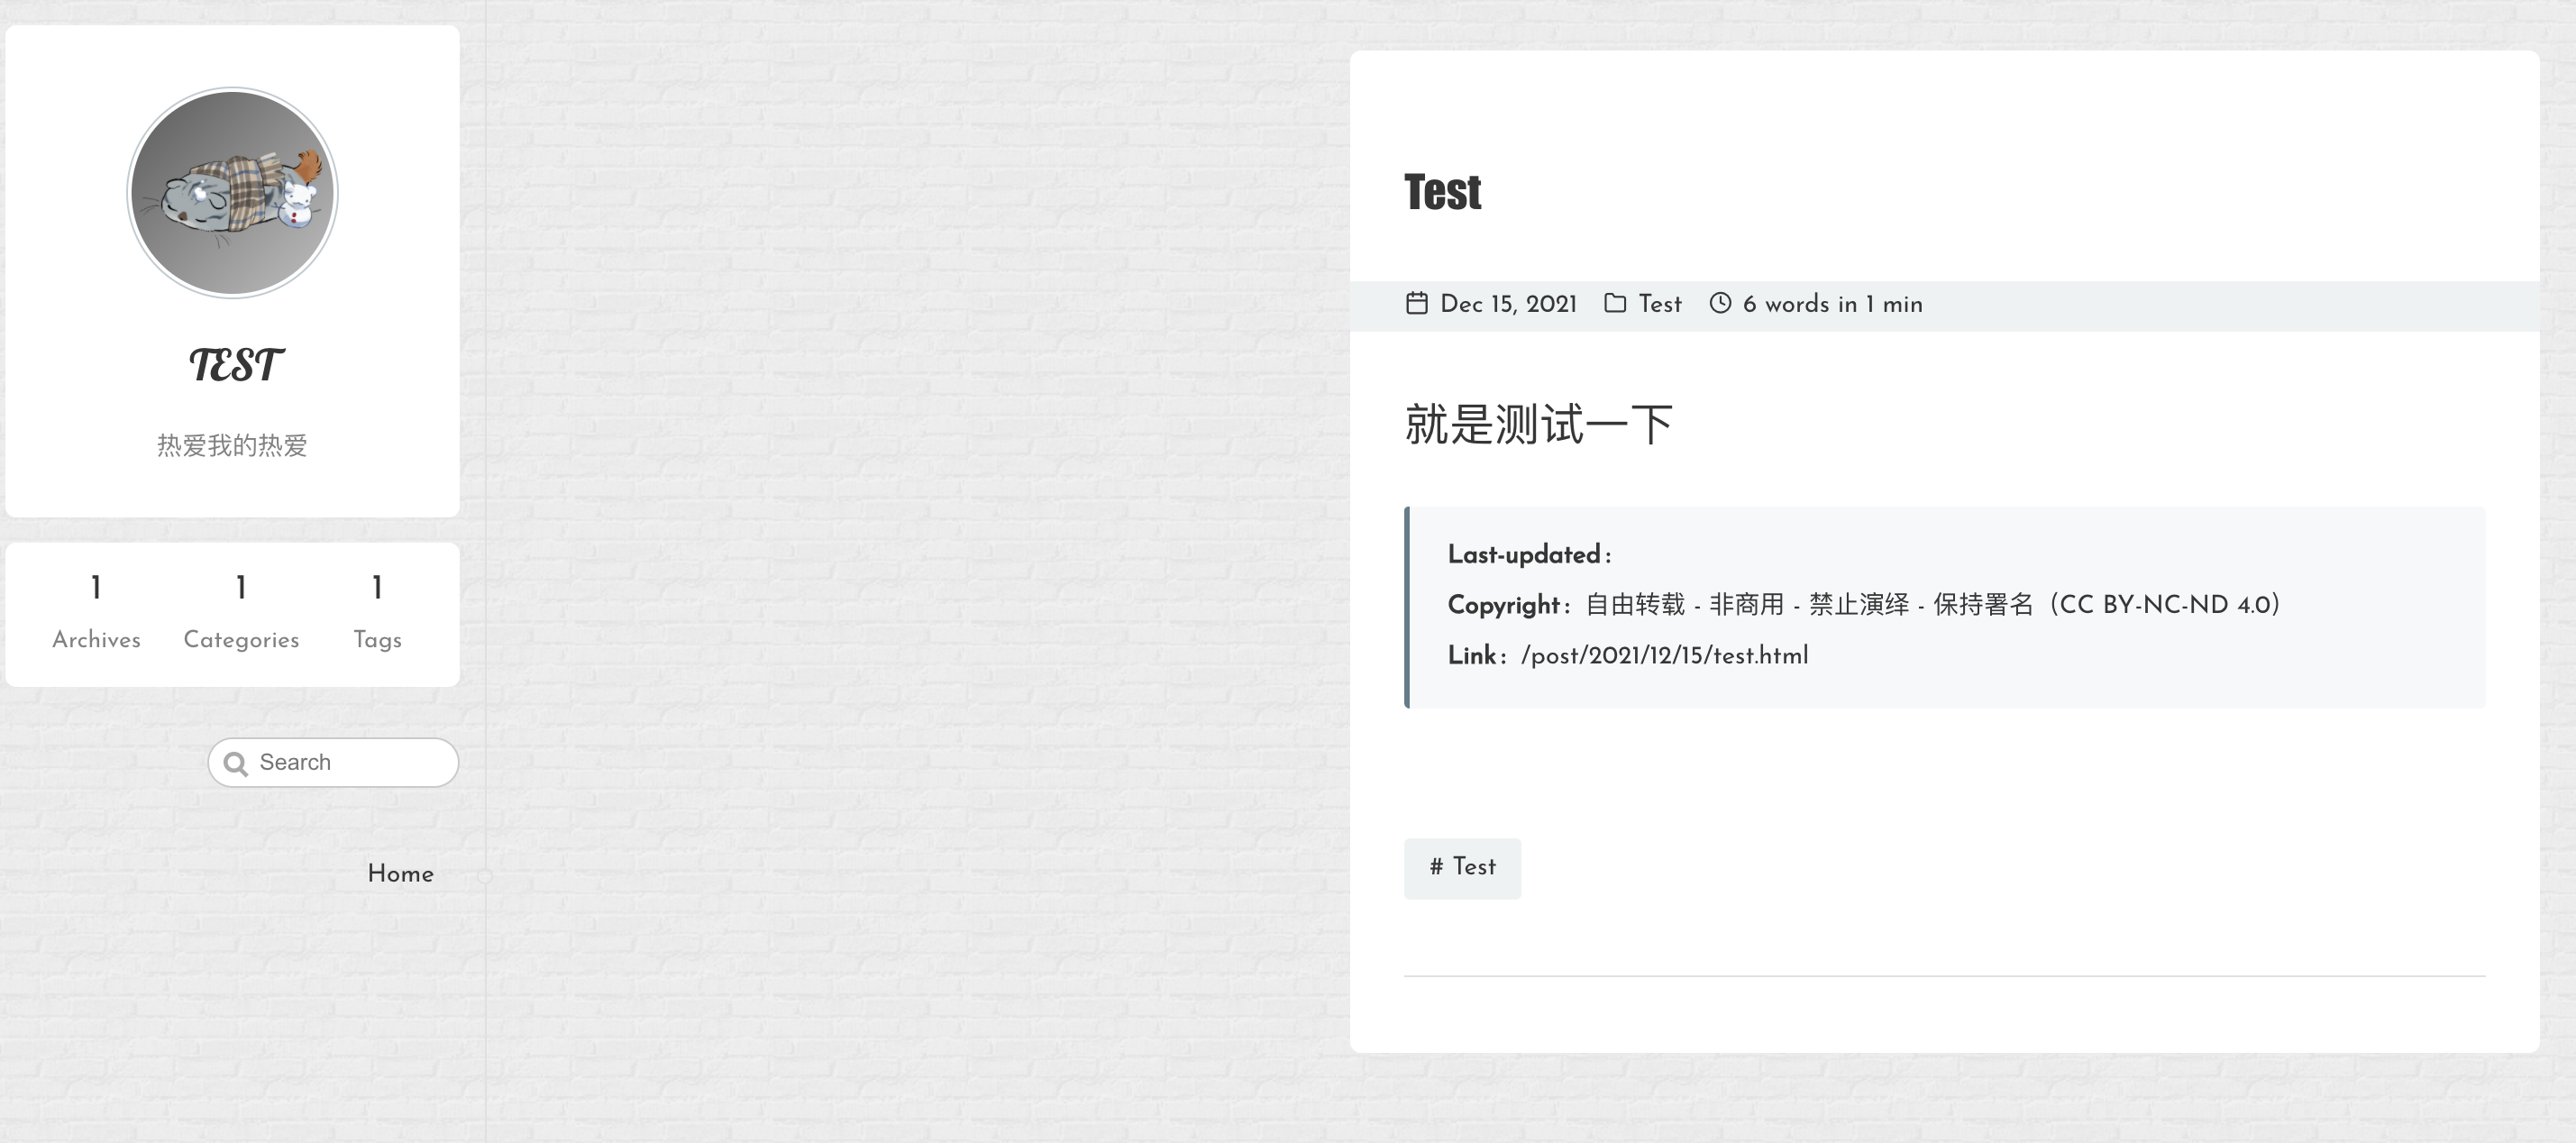 TEST
热爱我的热爱
1 1 1
Archives Categories Tags
Search
Home
Test
Dec 15, 2021 Test 6 words in 1 min
就是测试一下
Last-updated:
Copyright: 自由转载 - 非商用 - 禁止演绎 - 保持署名（CC BY-NC-ND 4.0）
Link: /post/2021/12/15/test.html
# Test